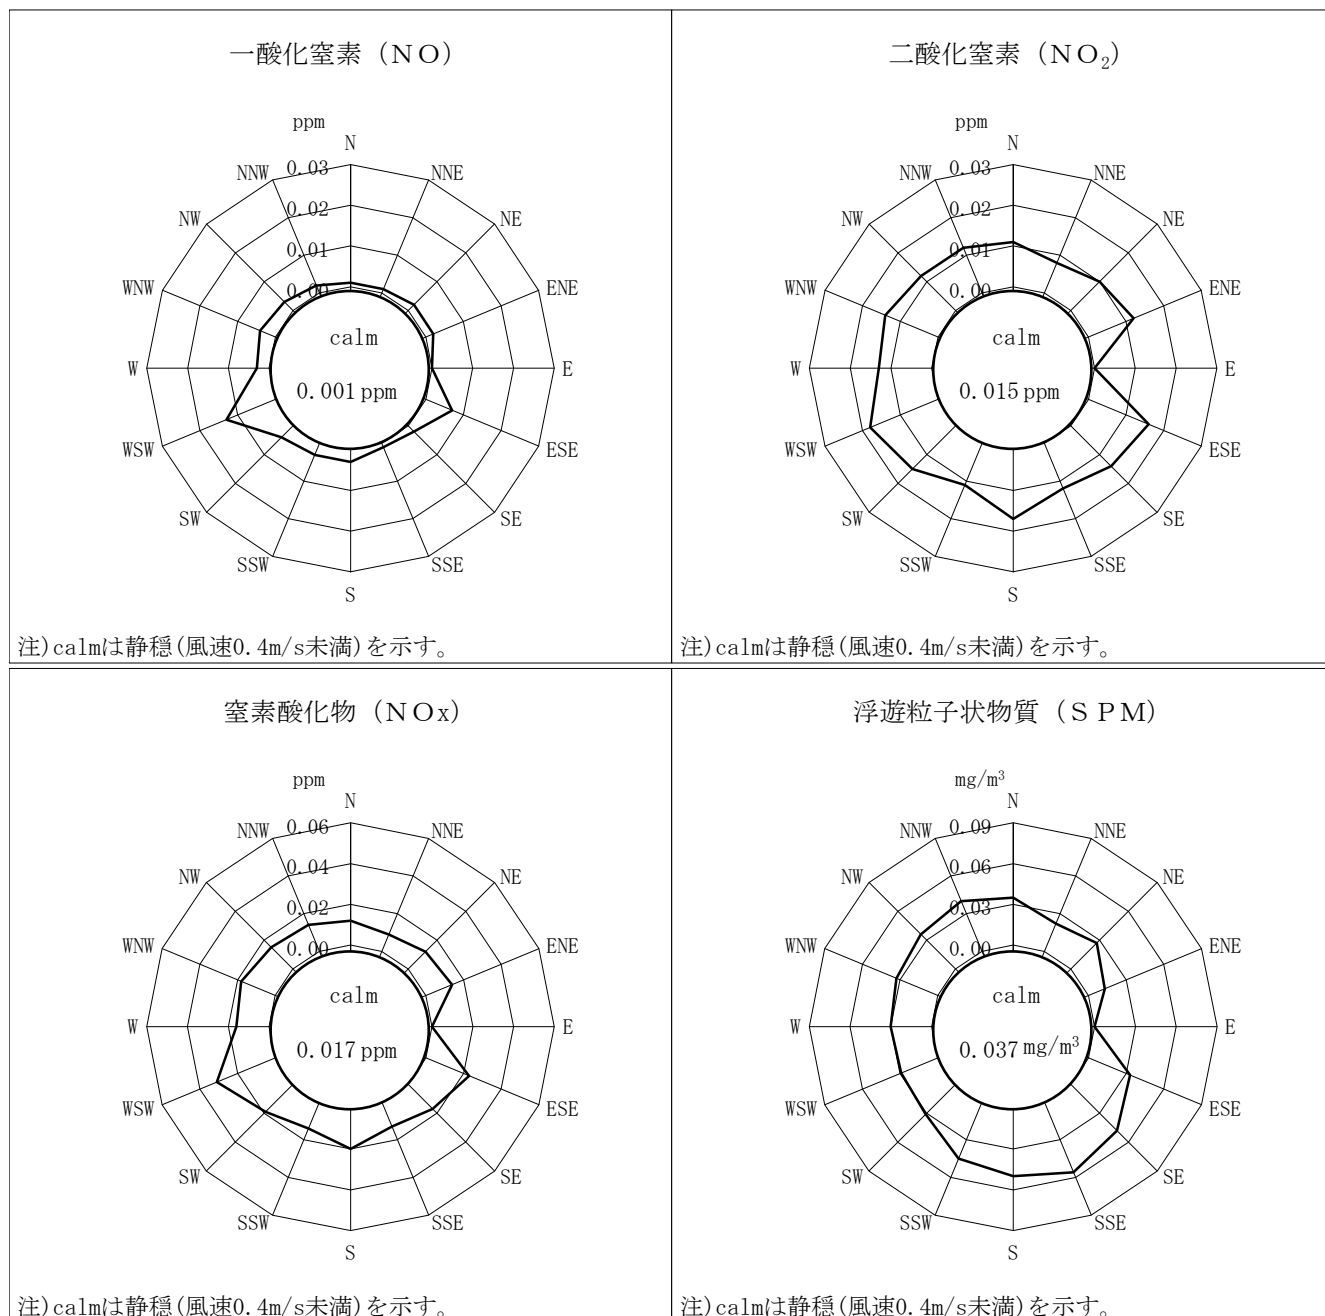 一酸化窒素（ＮＯ）
ppm
N
NNW
0.03
NNE
NW
0.02
NE
0.01
WNW
0.00
ENE
calm
W
E
0.001 ppm
WSW
ESE
SW
SE
SSW
SSE
S
注)calmは静穏(風速0.4m/s未満)を示す。
二酸化窒素（ＮＯ₂）
ppm
N
NNW
0.03
NNE
NW
0.02
NE
0.01
WNW
0.00
ENE
calm
W
E
0.015 ppm
WSW
ESE
SW
SE
SSW
SSE
S
注)calmは静穏(風速0.4m/s未満)を示す。
窒素酸化物（ＮＯx）
ppm
N
NNW
0.06
NNE
NW
0.04
NE
0.02
WNW
0.00
ENE
calm
W
E
0.017 ppm
WSW
ESE
SW
SE
SSW
SSE
S
注)calmは静穏(風速0.4m/s未満)を示す。
浮遊粒子状物質（ＳＰＭ）
mg/m³
N
NNW
0.09
NNE
NW
0.06
NE
0.03
WNW
0.00
ENE
calm
W
E
0.037 mg/m³
WSW
ESE
SW
SE
SSW
SSE
S
注)calmは静穏(風速0.4m/s未満)を示す。